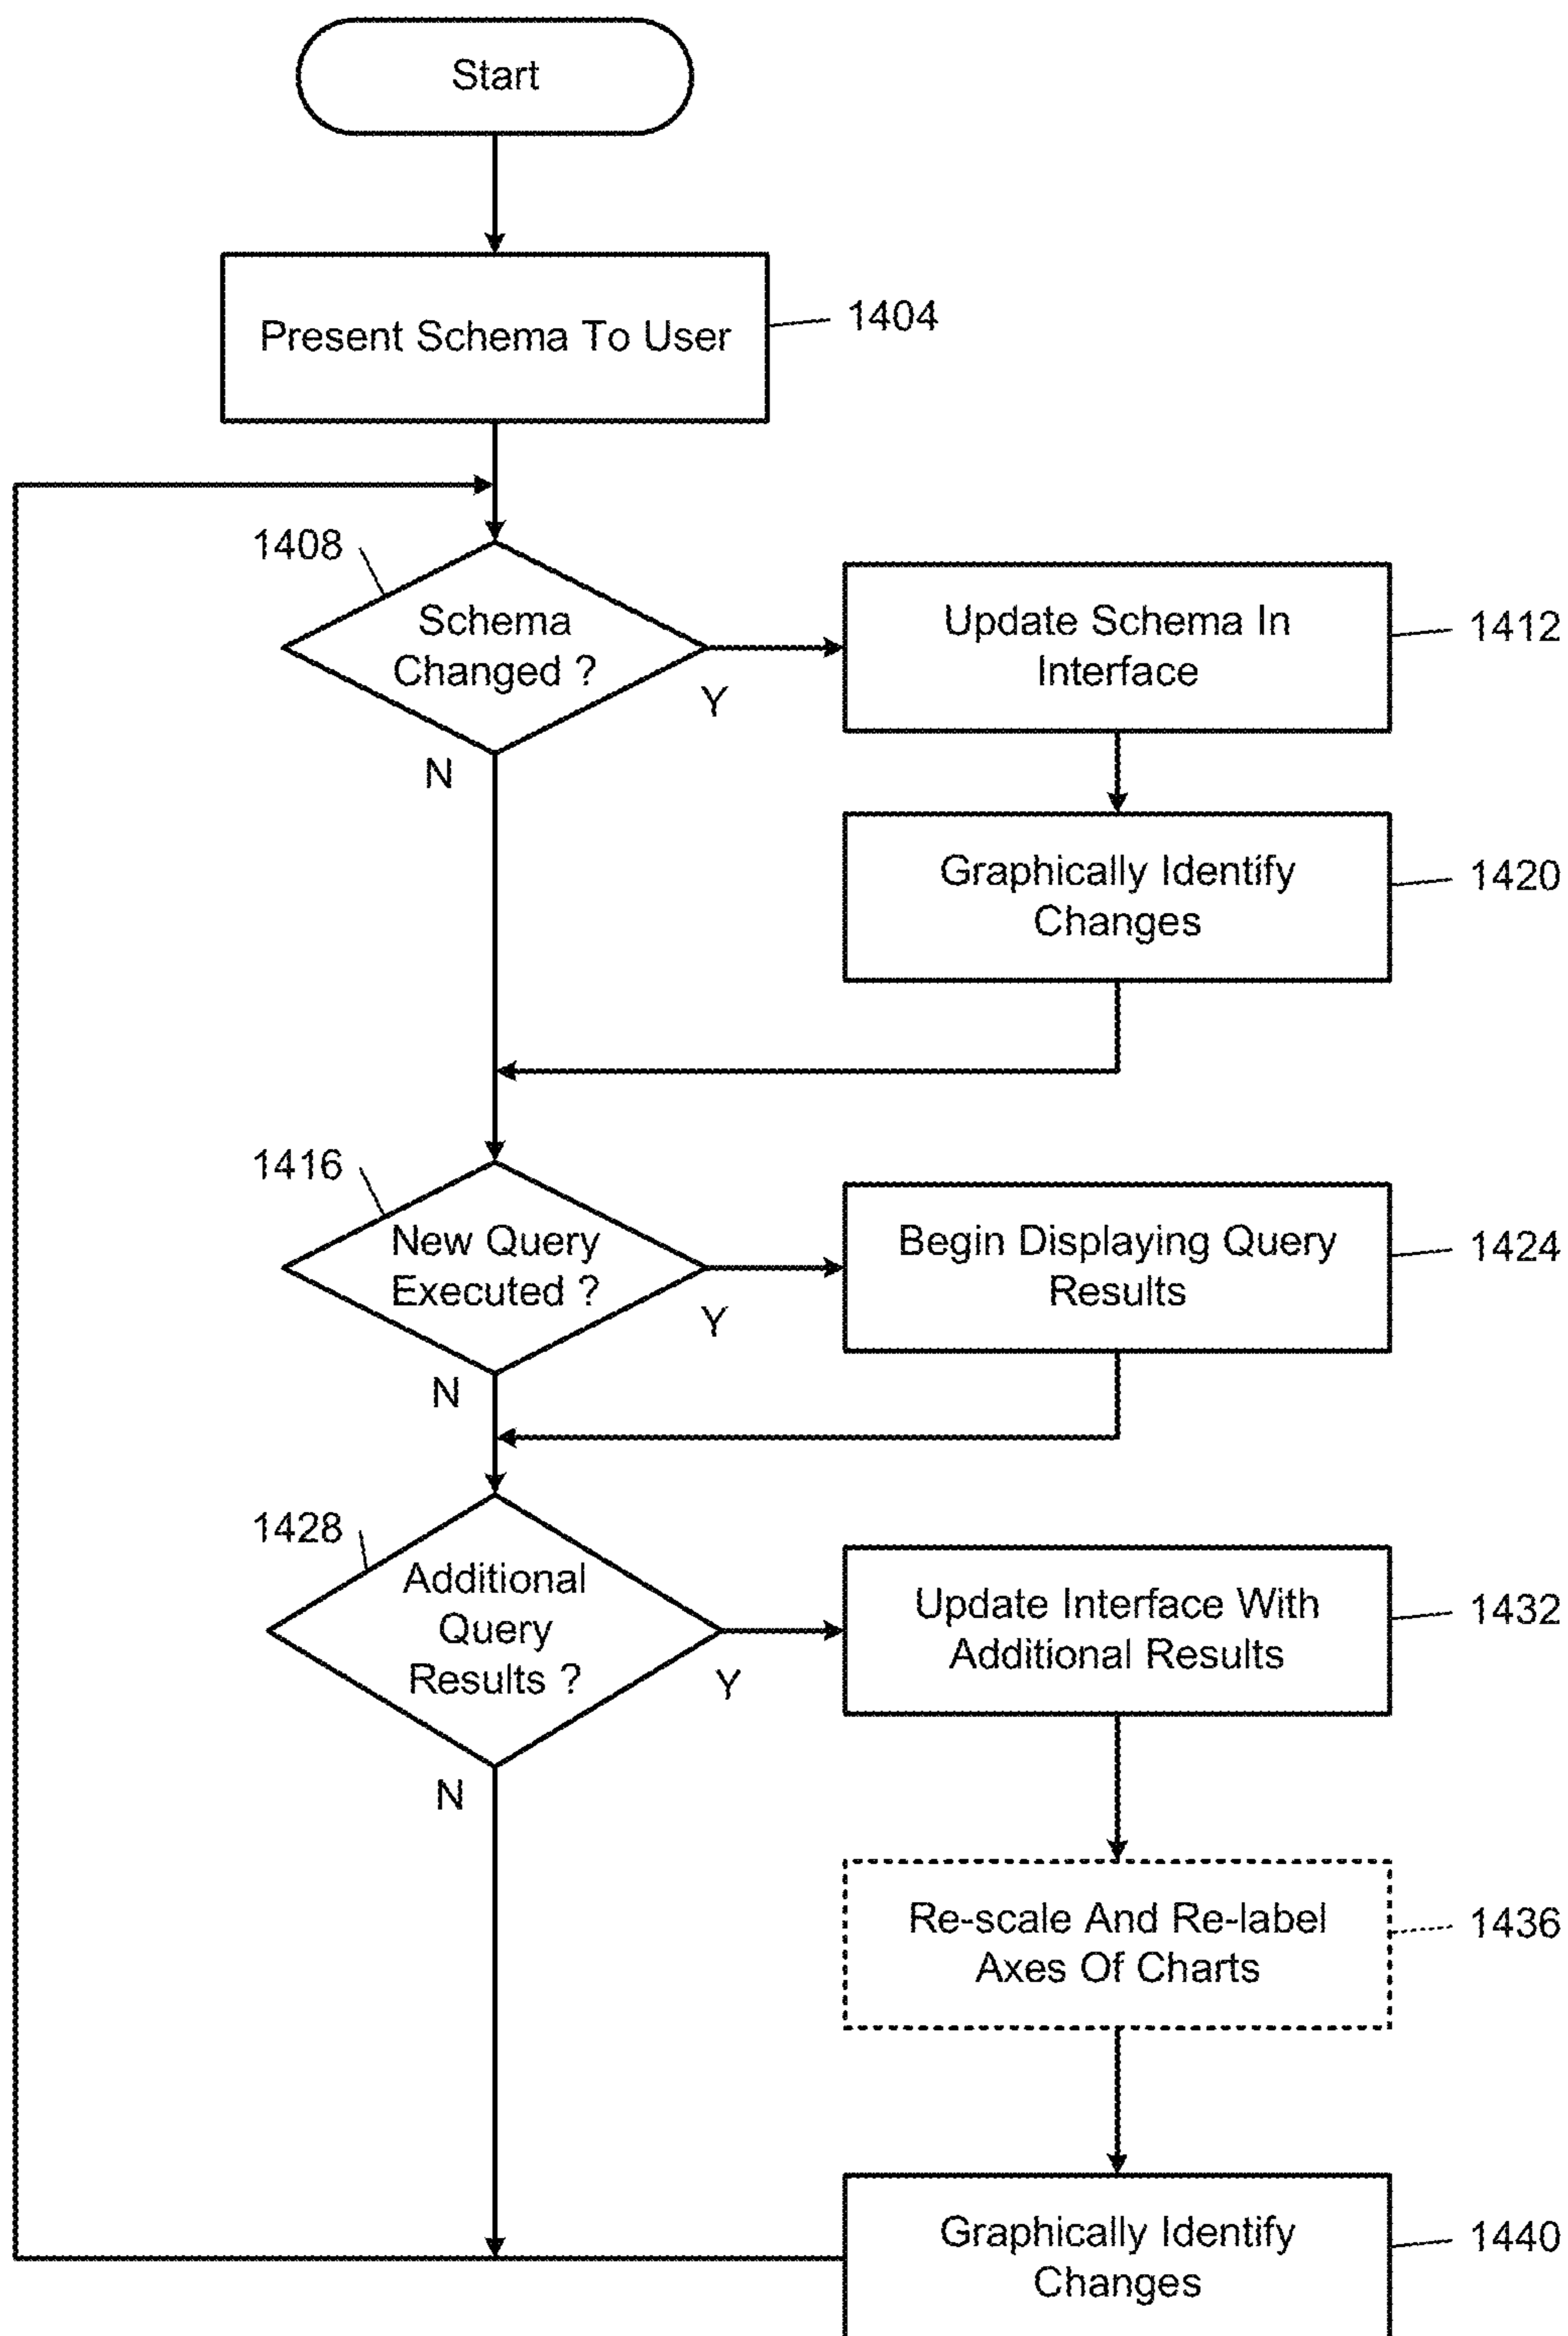 Start
Present Schema To User
1404
1408
Schema
Changed ?
Y
N
Update Schema In
Interface
1412
Graphically Identify
Changes
1420
1416
New Query
Executed ?
Y
N
Begin Displaying Query
Results
1424
1428
Additional
Query
Results ?
Y
N
Update Interface With
Additional Results
1432
Re-scale And Re-label
Axes Of Charts
1436
Graphically Identify
Changes
1440